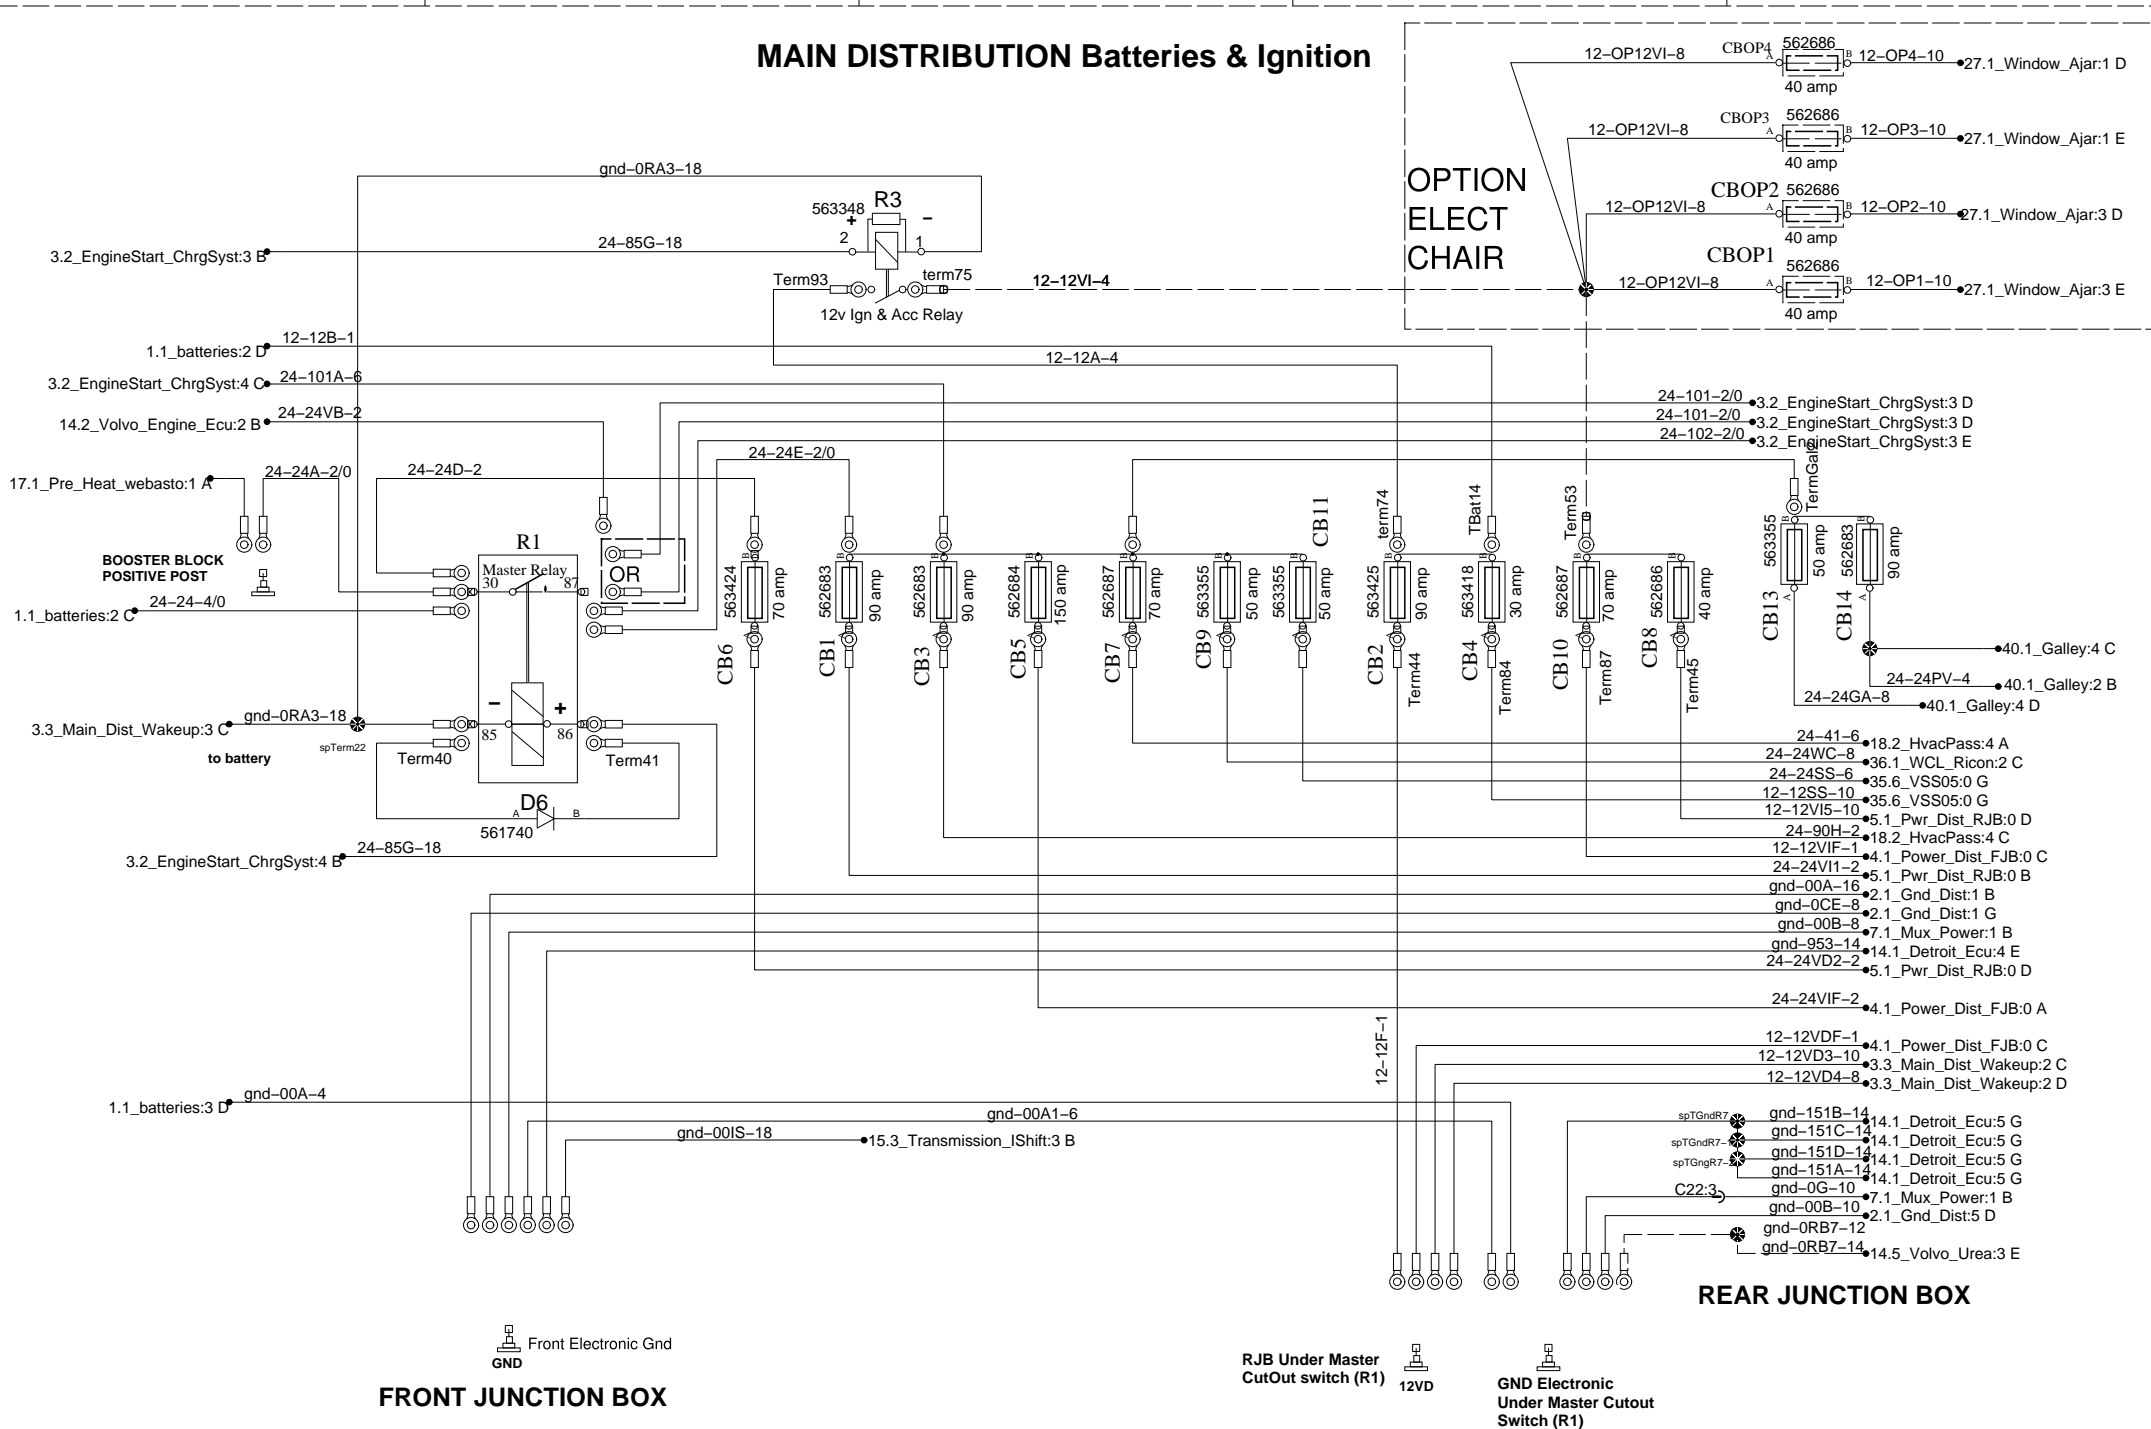 MAIN DISTRIBUTION Batteries & Ignition
12–OP12VI–8 CBOP4 562686 A B 12–OP4–10 27.1_Window_Ajar:1 D
40 amp
12–OP12VI–8 CBOP3 562686 A B 12–OP3–10 27.1_Window_Ajar:1 E
40 amp
12–OP12VI–8 CBOP2 562686 A B 12–OP2–10 27.1_Window_Ajar:3 D
40 amp
12–OP12VI–8 CBOP1 562686 A B 12–OP1–10 27.1_Window_Ajar:3 E
40 amp
OPTION
ELECT
CHAIR
gnd–0RA3–18
563348 R3
+ –
3.2_EngineStart_ChrgSyst:3 B 24–85G–18 2 1
Term93 term75 12–12VI–4
12v Ign & Acc Relay
1.1_batteries:2 D 12–12B–1
12–12A–4
3.2_EngineStart_ChrgSyst:4 C 24–101A–6
14.2_Volvo_Engine_Ecu:2 B 24–24VB–2
24–101–2/0 3.2_EngineStart_ChrgSyst:3 D
24–101–2/0 3.2_EngineStart_ChrgSyst:3 D
24–102–2/0 3.2_EngineStart_ChrgSyst:3 E
17.1_Pre_Heat_webasto:1 A 24–24A–2/0 24–24D–2 24–24E–2/0
BOOSTER BLOCK
POSITIVE POST
1.1_batteries:2 C 24–24–4/0
R1
Master Relay
30 87
OR
– +
85 86
3.3_Main_Dist_Wakeup:3 C gnd–0RA3–18
spTerm22
to battery
Term40 Term41
D6
A B
561740
3.2_EngineStart_ChrgSyst:4 B 24–85G–18
B 563424 70 amp A CB6
B 562683 90 amp A CB1
B 562683 90 amp A CB3
B 562684 150 amp A CB5
B 562687 70 amp A CB7
B 563355 50 amp A CB9
B 563355 50 amp A CB11
term74 B 563425 90 amp A CB2 Term44
TBat14 B 563418 30 amp A CB4 Term84
Term53 B 562687 70 amp A CB10 Term87
B 562686 40 amp A CB8 Term45
B 563355 50 amp A CB13
B 562683 90 amp A CB14
40.1_Galley:4 C
24–24PV–4 40.1_Galley:2 B
24–24GA–8 40.1_Galley:4 D
24–41–6 18.2_HvacPass:4 A
24–24WC–8 36.1_WCL_Ricon:2 C
24–24SS–6 35.6_VSS05:0 G
12–12SS–10 35.6_VSS05:0 G
12–12VI5–10 5.1_Pwr_Dist_RJB:0 D
24–90H–2 18.2_HvacPass:4 C
12–12VIF–1 4.1_Power_Dist_FJB:0 C
24–24VI1–2 5.1_Pwr_Dist_RJB:0 B
gnd–00A–16 2.1_Gnd_Dist:1 B
gnd–0CE–8 2.1_Gnd_Dist:1 G
gnd–00B–8 7.1_Mux_Power:1 B
gnd–953–14 14.1_Detroit_Ecu:4 E
24–24VD2–2 5.1_Pwr_Dist_RJB:0 D
24–24VIF–2 4.1_Power_Dist_FJB:0 A
12–12F–1
12–12VDF–1 4.1_Power_Dist_FJB:0 C
12–12VD3–10 3.3_Main_Dist_Wakeup:2 C
12–12VD4–8 3.3_Main_Dist_Wakeup:2 D
1.1_batteries:3 D gnd–00A–4
gnd–00A1–6
gnd–00IS–18 15.3_Transmission_IShift:3 B
spTGndR7 gnd–151B–14 14.1_Detroit_Ecu:5 G
gnd–151C–14 14.1_Detroit_Ecu:5 G
gnd–151D–14 14.1_Detroit_Ecu:5 G
gnd–151A–14 14.1_Detroit_Ecu:5 G
C22:3 gnd–0G–10 7.1_Mux_Power:1 B
gnd–00B–10 2.1_Gnd_Dist:5 D
gnd–0RB7–12
gnd–0RB7–14 14.5_Volvo_Urea:3 E
REAR JUNCTION BOX
Front Electronic Gnd
GND
FRONT JUNCTION BOX
RJB Under Master
CutOut switch (R1)
12VD
GND Electronic
Under Master Cutout
Switch (R1)